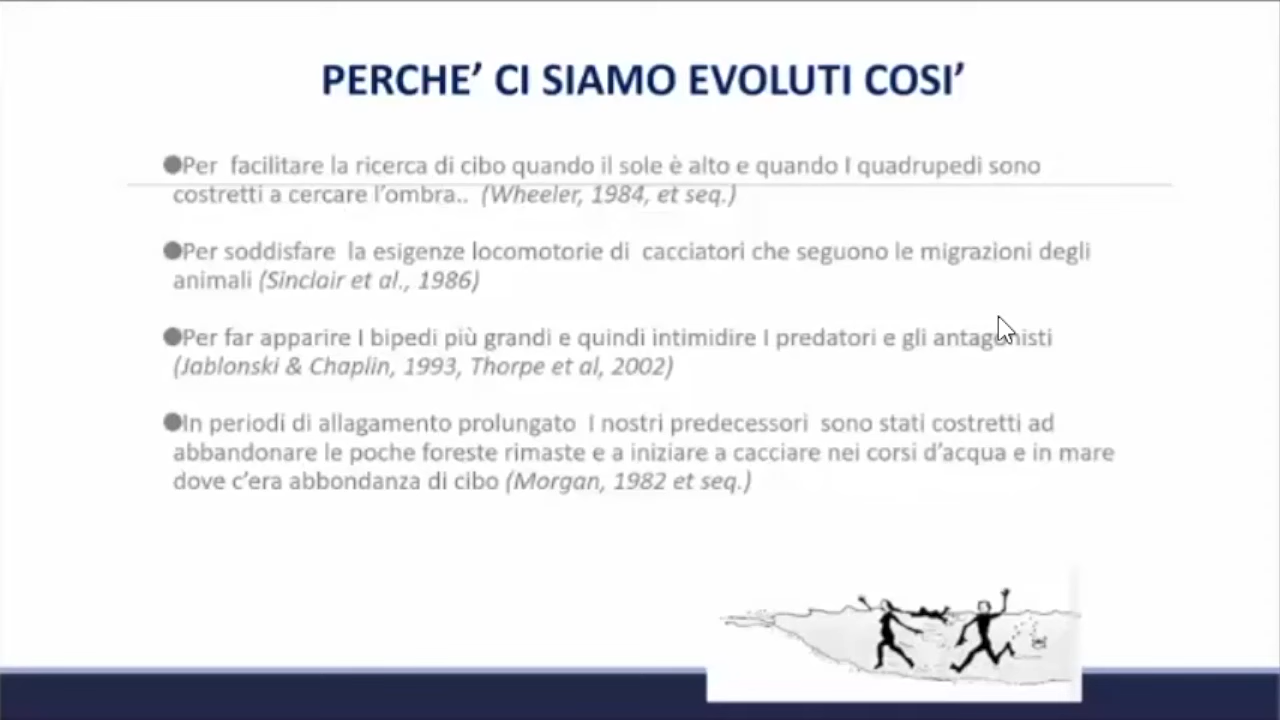 PERCHE’ CI SIAMO EVOLUTI COSI’
●Per facilitare la ricerca di cibo quando il sole è alto e quando I quadrupedi sono
costretti a cercare l’ombra.. (Wheeler, 1984, et seq.)
●Per soddisfare la esigenze locomotorie di cacciatori che seguono le migrazioni degli
animali (Sinclair et al., 1986)
●Per far apparire I bipedi più grandi e quindi intimidire I predatori e gli antagonisti
(Jablonski & Chaplin, 1993, Thorpe et al, 2002)
●In periodi di allagamento prolungato I nostri predecessori sono stati costretti ad
abbandonare le poche foreste rimaste e a iniziare a cacciare nei corsi d’acqua e in mare
dove c’era abbondanza di cibo (Morgan, 1982 et seq.)